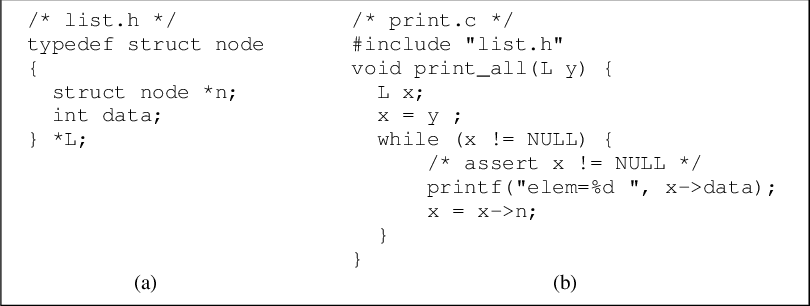 /* list.h */
typedef struct node
{
  struct node *n;
  int data;
} *L;
(a)
/* print.c */
#include "list.h"
void print_all(L y) {
  L x;
  x = y ;
  while (x != NULL) {
      /* assert x != NULL */
      printf("elem=%d ", x->data);
      x = x->n;
  }
}
(b)